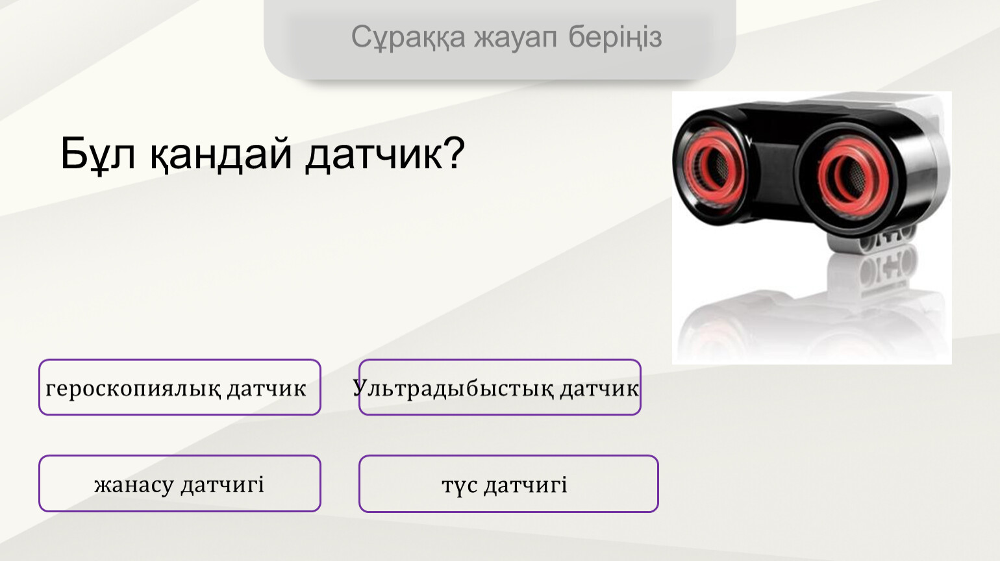 Сұраққа жауап беріңіз
Бұл қандай датчик?
героскопиялық датчик
Ультрадыбыстық датчик
жанасу датчигі
түс датчигі